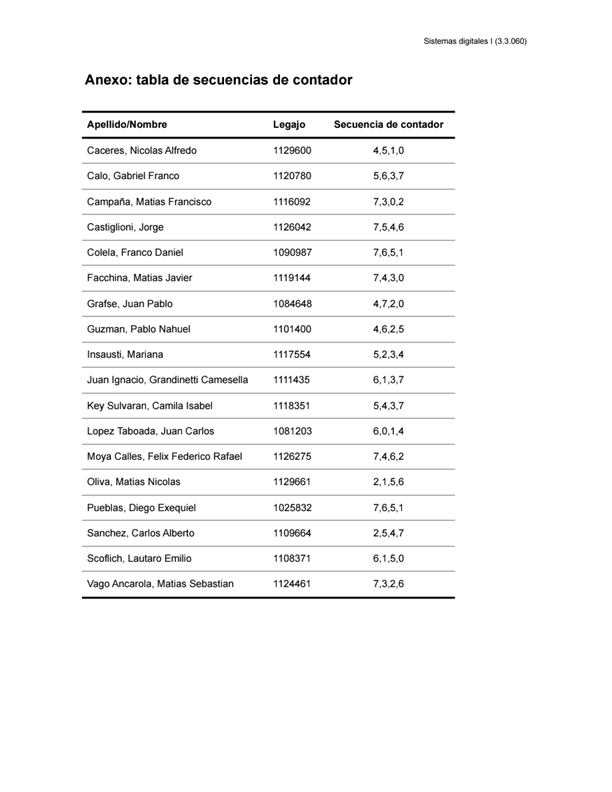 Sistemas digitales I (3.3.060)
Anexo: tabla de secuencias de contador
Apellido/Nombre Legajo Secuencia de contador
Caceres, Nicolas Alfredo 1129600 4,5,1,0
Calo, Gabriel Franco 1120780 5,6,3,7
Campaña, Matias Francisco 1116092 7,3,0,2
Castiglioni, Jorge 1126042 7,5,4,6
Colela, Franco Daniel 1090987 7,6,5,1
Facchina, Matias Javier 1119144 7,4,3,0
Grafse, Juan Pablo 1084648 4,7,2,0
Guzman, Pablo Nahuel 1101400 4,6,2,5
Insausti, Mariana 1117554 5,2,3,4
Juan Ignacio, Grandinetti Camesella 1111435 6,1,3,7
Key Sulvaran, Camila Isabel 1118351 5,4,3,7
Lopez Taboada, Juan Carlos 1081203 6,0,1,4
Moya Calles, Felix Federico Rafael 1126275 7,4,6,2
Oliva, Matias Nicolas 1129661 2,1,5,6
Pueblas, Diego Exequiel 1025832 7,6,5,1
Sanchez, Carlos Alberto 1109664 2,5,4,7
Scoflich, Lautaro Emilio 1108371 6,1,5,0
Vago Ancarola, Matias Sebastian 1124461 7,3,2,6